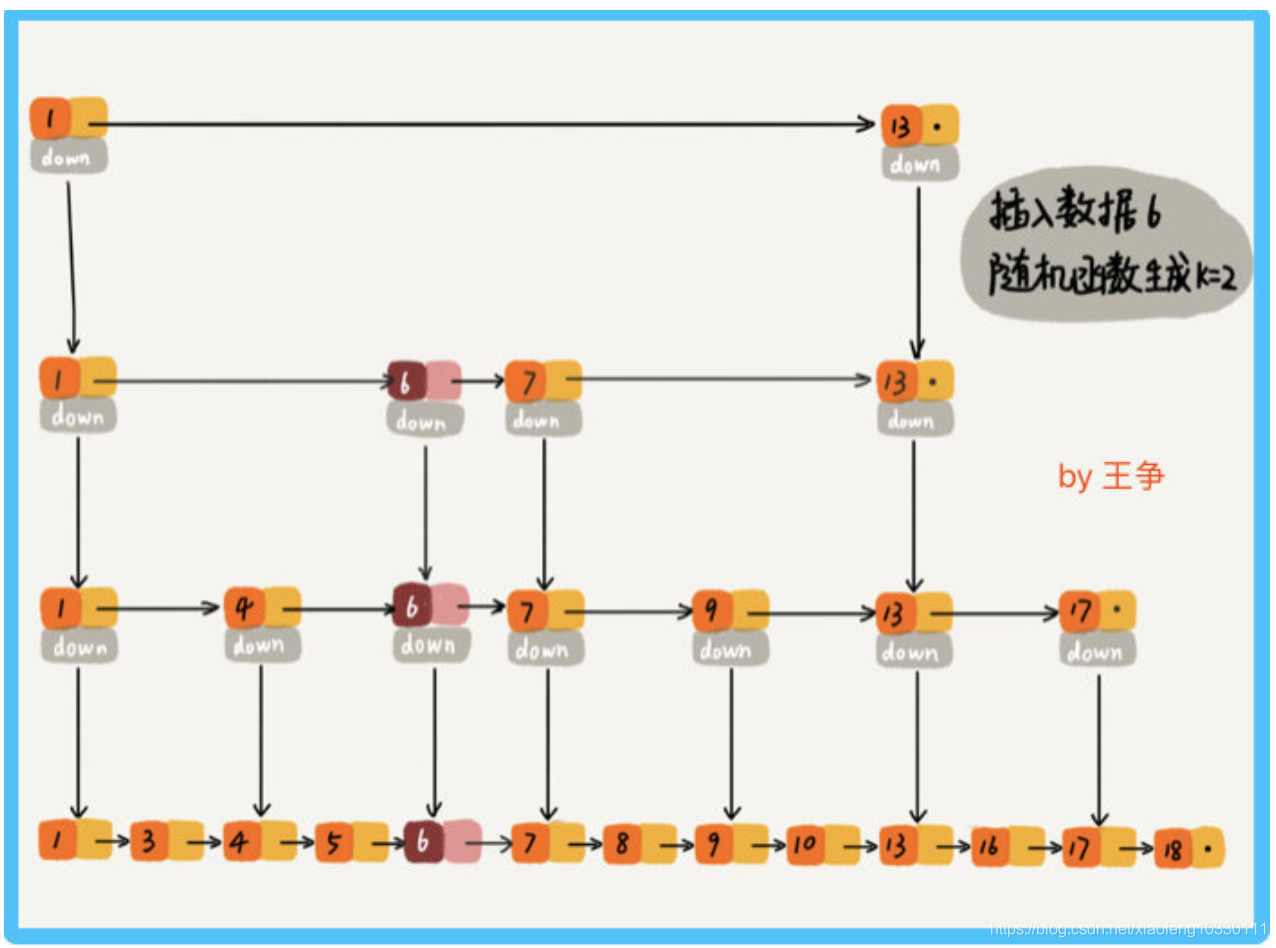 1 13 .
down down
插入数据6
随机函数生成K=2
1 6 7 13 .
down down down down
by 王争
1 4 6 7 9 13 17 .
down down down down down down down
1 3 4 5 6 7 8 9 10 13 16 17 18 .
https://blog.csdn.net/xiaofeng10330111